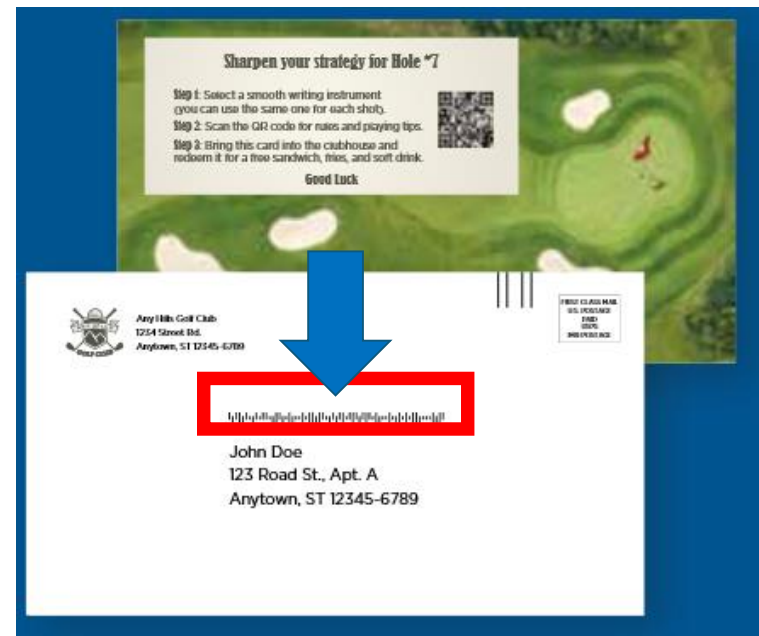 Sharpen your strategy for Hole #7
Step 1: Select a smooth writing instrument
(you can use the same one for each shot).
Step 2: Scan the QR code for rules and playing tips.
Step 3: Bring this card into the clubhouse and
redeem it for a free sandwich, fries, and soft drink.
Good Luck
Any Hills Golf Club
1234 Street Rd.
Anytown, ST 12345-6789
GOLF CLUB
FIRST CLASS MAIL
U.S. POSTAGE
PAID
USPS
John Doe
123 Road St., Apt. A
Anytown, ST 12345-6789